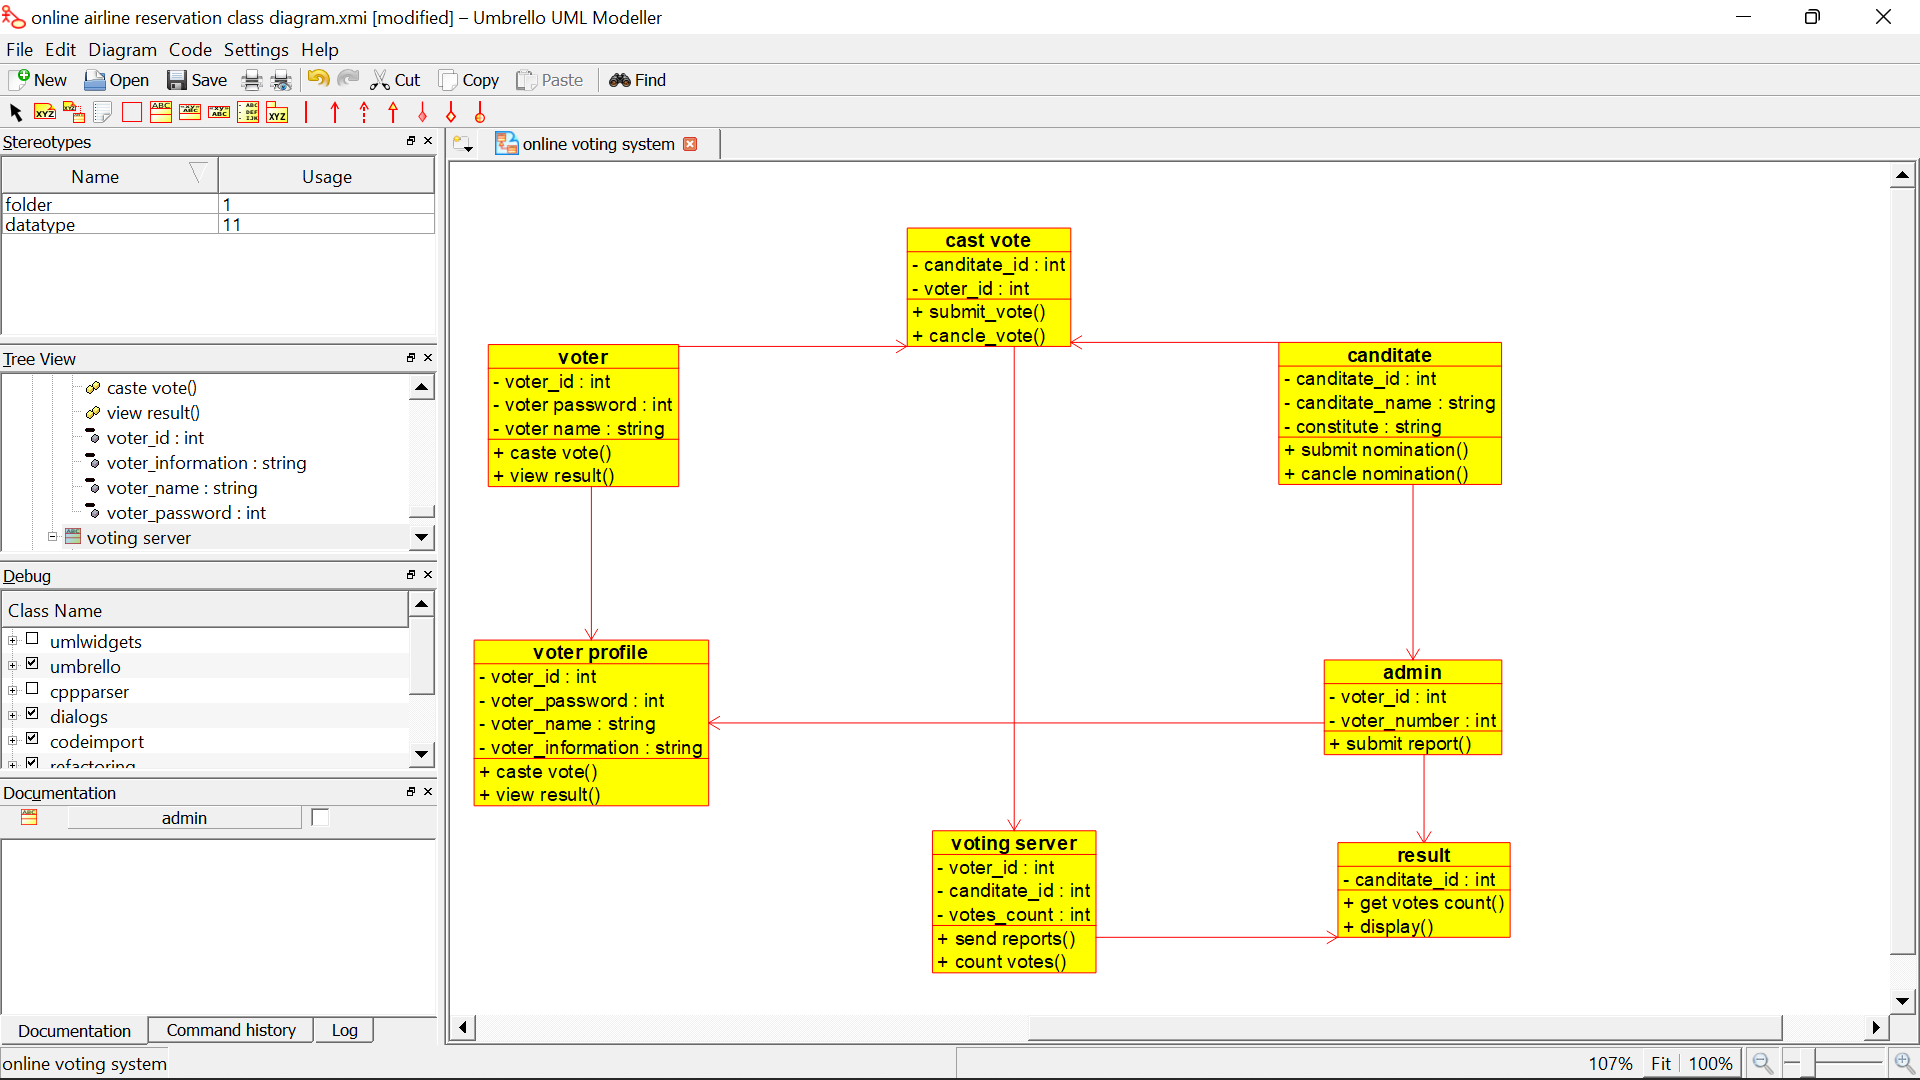 online airline reservation class diagram.xmi [modified] – Umbrello UML Modeller
File Edit Diagram Code Settings Help
New Open Save Cut Copy Paste Find
Stereotypes
Name Usage
folder 1
datatype 11
Tree View
caste vote()
view result()
voter_id : int
voter_information : string
voter_name : string
voter_password : int
voting server
Debug
Class Name
umlwidgets
umbrello
cppparser
dialogs
codeimport
refactoring
Documentation
admin
Documentation Command history Log
online voting system
online voting system
cast vote
- canditate_id : int
- voter_id : int
+ submit_vote()
+ cancle_vote()
voter
- voter_id : int
- voter password : int
- voter name : string
+ caste vote()
+ view result()
canditate
- canditate_id : int
- canditate_name : string
- constitute : string
+ submit nomination()
+ cancle nomination()
voter profile
- voter_id : int
- voter_password : int
- voter_name : string
- voter_information : string
+ caste vote()
+ view result()
admin
- voter_id : int
- voter_number : int
+ submit report()
voting server
- voter_id : int
- canditate_id : int
- votes_count : int
+ send reports()
+ count votes()
result
- canditate_id : int
+ get votes count()
+ display()
107% Fit 100%